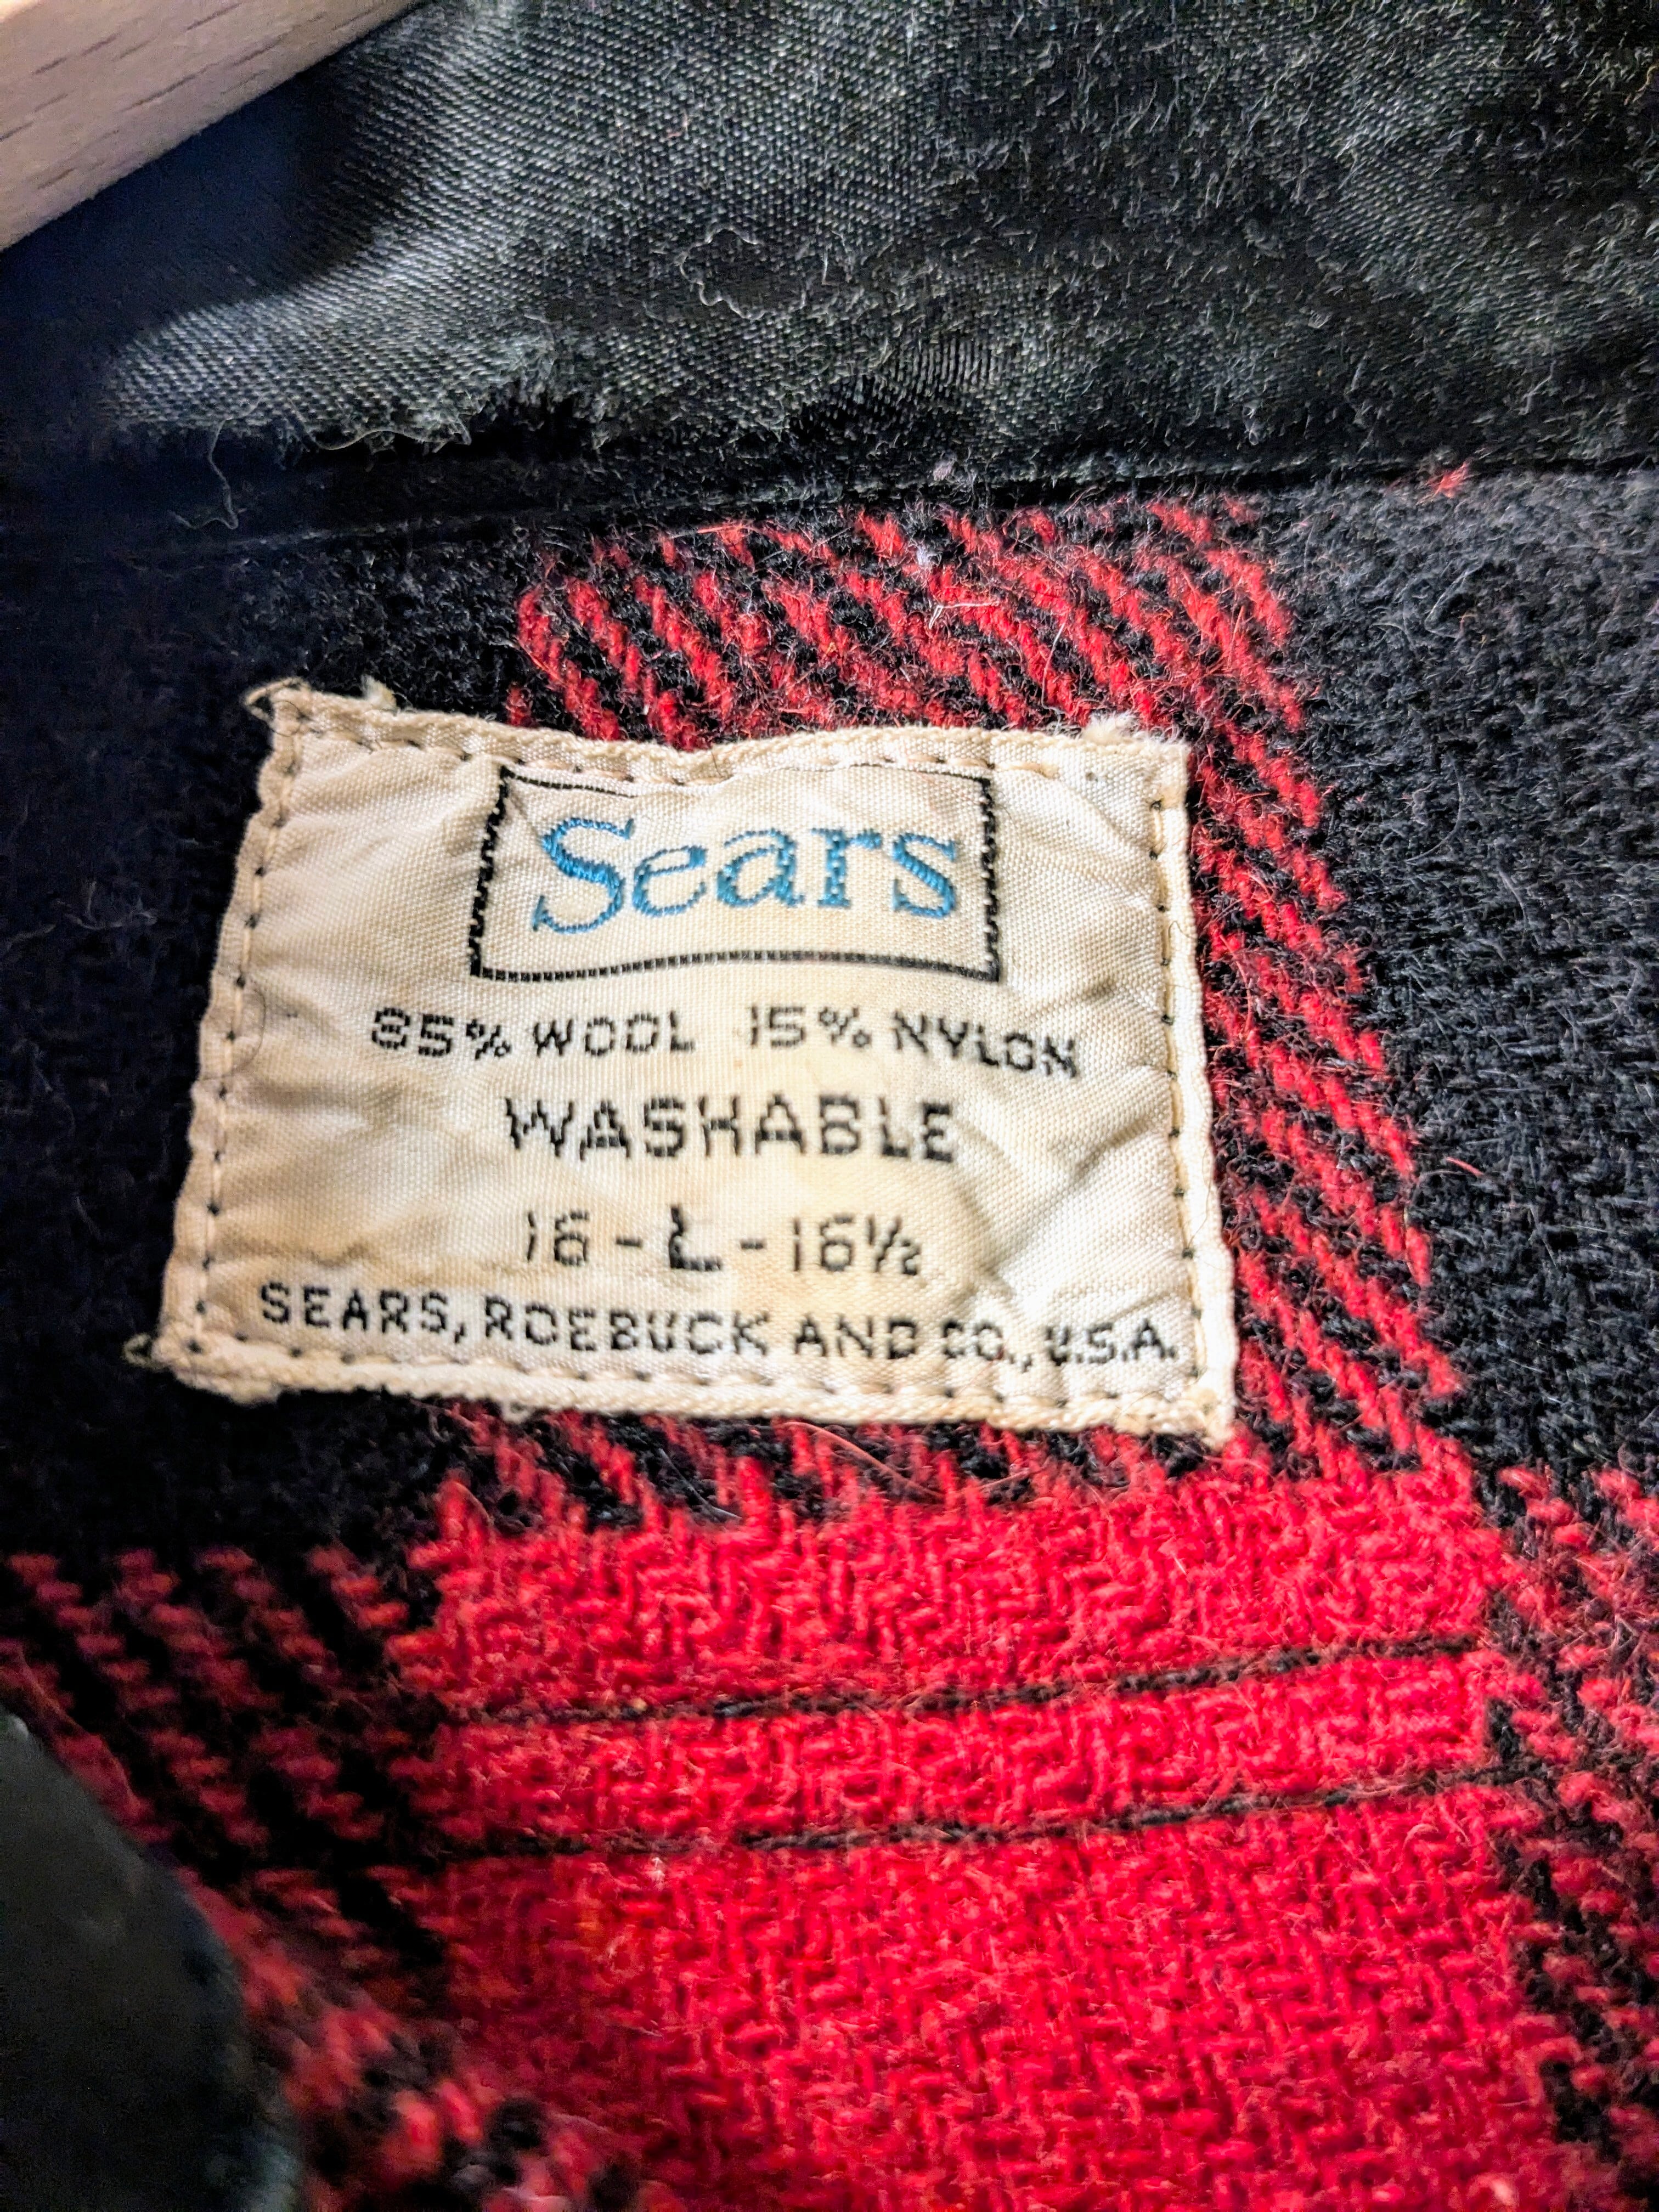 Sears
85% WOOL 15% NYLON
WASHABLE
16-L-16½
SEARS, ROEBUCK AND CO., U.S.A.